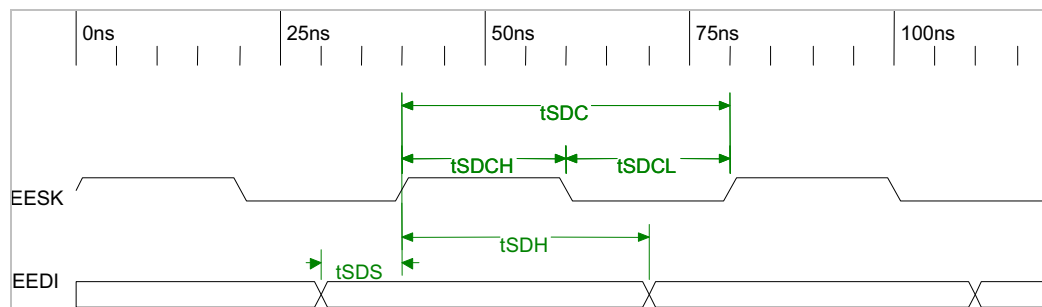 0ns 25ns 50ns 75ns 100ns
tSDC
tSDCH tSDCL
EESK
tSDH
tSDS
EEDI